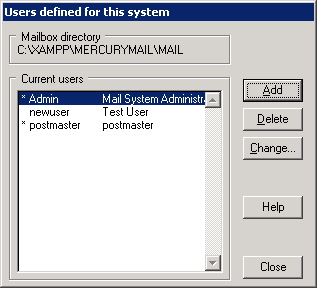 Users defined for this system
Mailbox directory
C:\XAMPP\MERCURYMAIL\MAIL
Current users
* Admin Mail System Administra
newuser Test User
* postmaster postmaster
Add
Delete
Change...
Help
Close